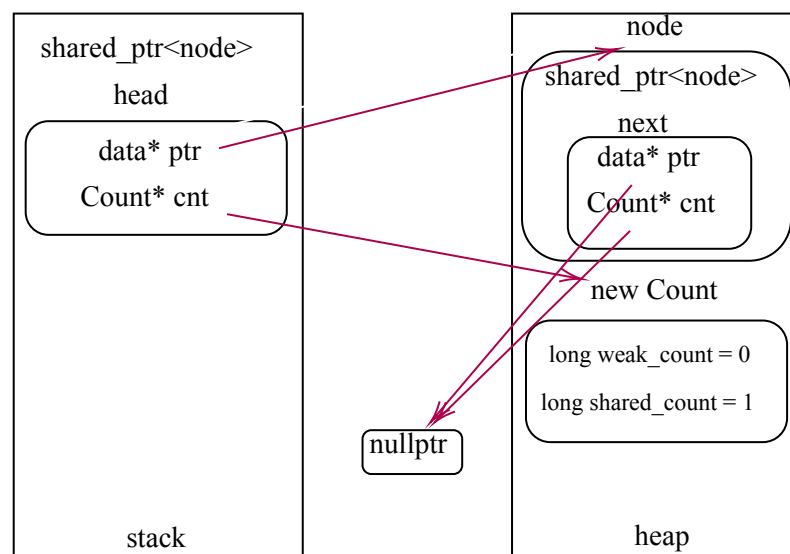 shared_ptr<node>
head
data* ptr
Count* cnt
stack
nullptr
node
shared_ptr<node>
next
data* ptr
Count* cnt
new Count
long weak_count = 0
long shared_count = 1
heap